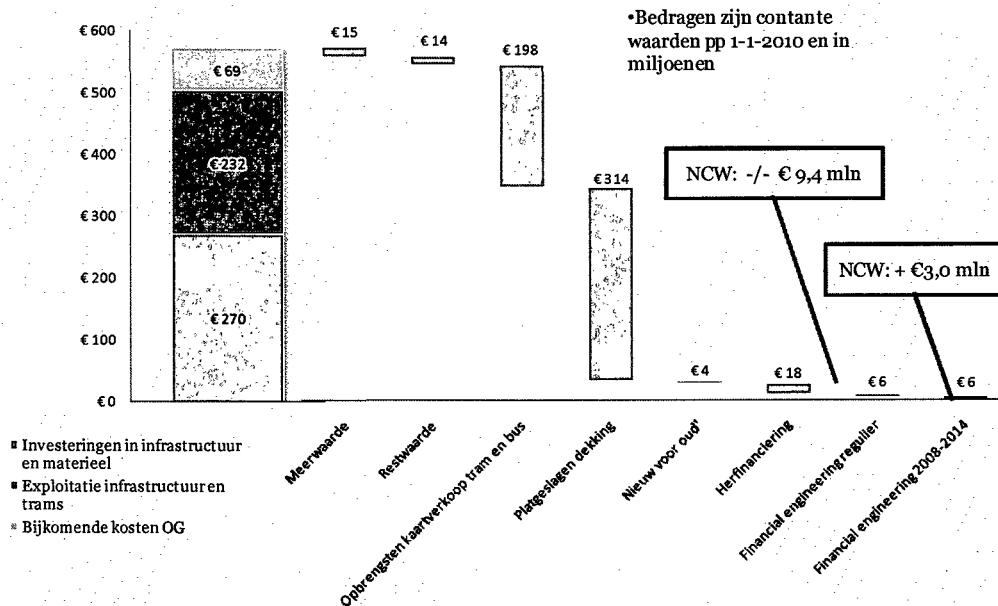 •Bedragen zijn contante
waarden pp 1-1-2010 en in
miljoenen
€ 600
€ 500
€ 400
€ 300
€ 200
€ 100
€ 0
€ 69
€ 232
€ 270
€ 15
€ 14
€ 198
€ 314
€ 4
€ 18
€ 6
€ 6
NCW: -/- € 9,4 mln
NCW: + €3,0 mln
Meerwaarde
Restwaarde
Opbrengsten kaartverkoop tram en bus
Platgeslagen dekking
Nieuw voor oud'
Herfinanciering
Financial engineering regulier
Financial engineering 2008-2014
Investeringen in infrastructuur
en materieel
Exploitatie infrastructuur en
trams
Bijkomende kosten OG